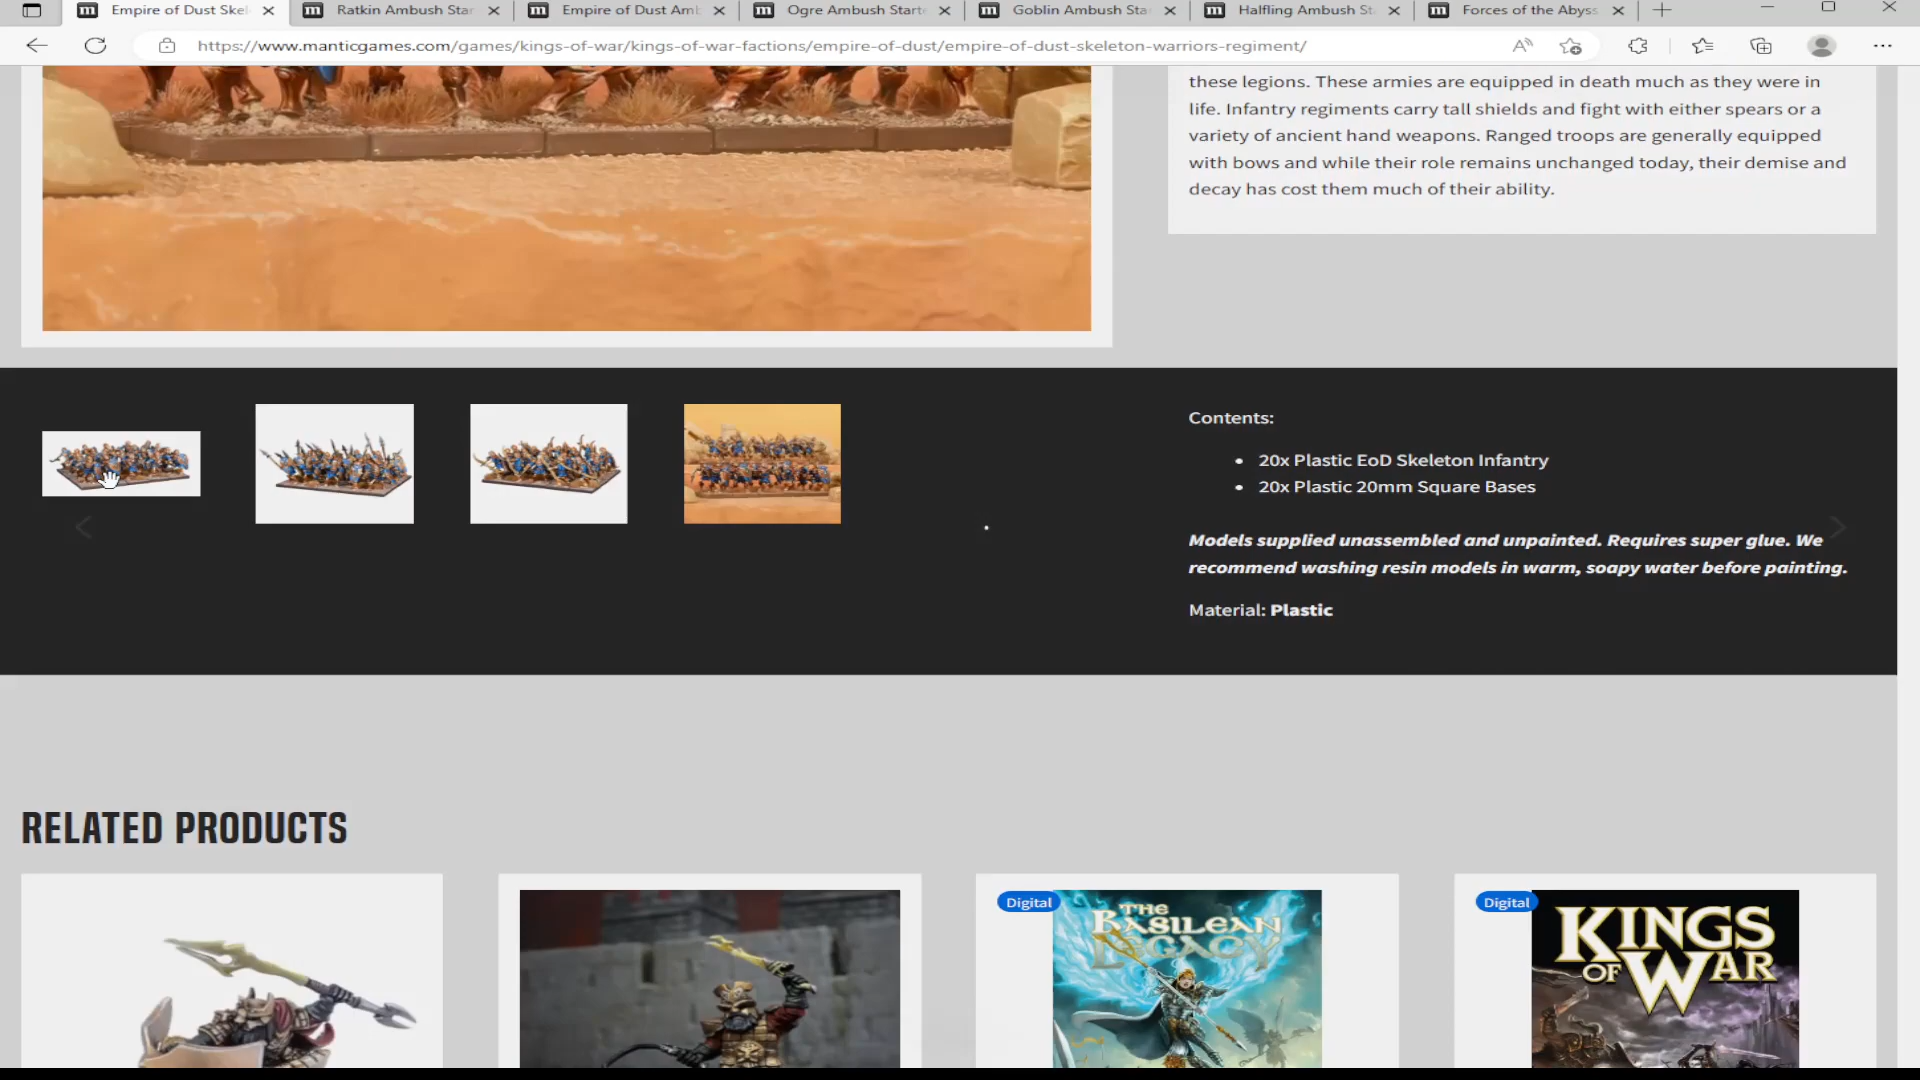 Empire of Dust Skel
Ratkin Ambush Star
Empire of Dust Amb
Ogre Ambush Starte
Goblin Ambush Sta
Halfling Ambush St
Forces of the Abyss
https://www.manticgames.com/games/kings-of-war/kings-of-war-factions/empire-of-dust/empire-of-dust-skeleton-warriors-regiment/
these legions. These armies are equipped in death much as they were in
life. Infantry regiments carry tall shields and fight with either spears or a
variety of ancient hand weapons. Ranged troops are generally equipped
with bows and while their role remains unchanged today, their demise and
decay has cost them much of their ability.
Contents:
20x Plastic EoD Skeleton Infantry
20x Plastic 20mm Square Bases
Models supplied unassembled and unpainted. Requires super glue. We
recommend washing resin models in warm, soapy water before painting.
Material: Plastic
RELATED PRODUCTS
Digital
THE
BASILEAN
LEGACY
Digital
KINGS
OF WAR